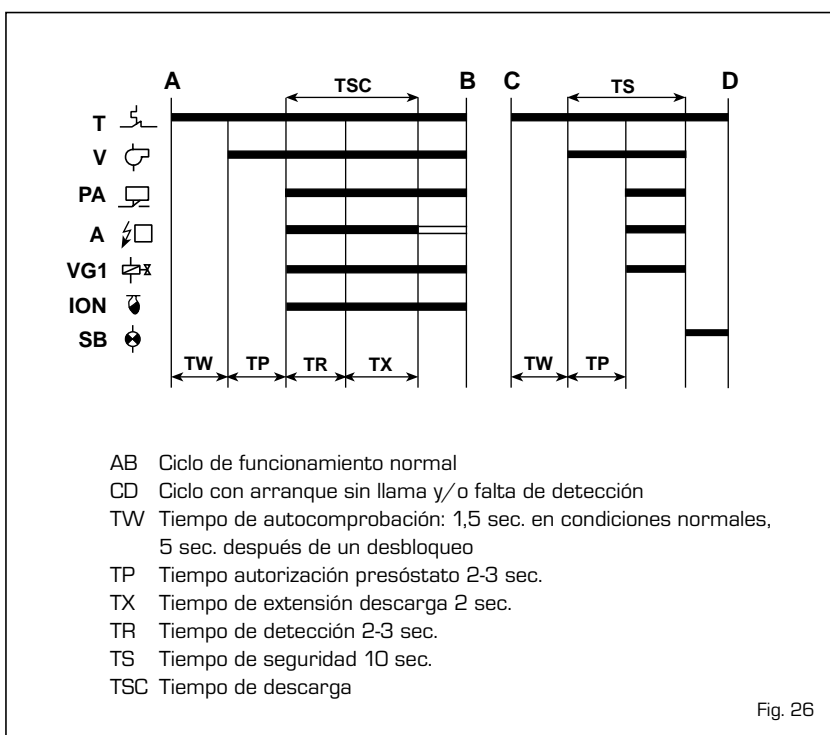 A TSC B C TS D
T
V
PA
A
VG1
ION
SB
TW TP TR TX TW TP
AB Ciclo de funcionamiento normal
CD Ciclo con arranque sin llama y/o falta de detección
TW Tiempo de autocomprobación: 1,5 sec. en condiciones normales,
5 sec. después de un desbloqueo
TP Tiempo autorización presóstato 2-3 sec.
TX Tiempo de extensión descarga 2 sec.
TR Tiempo de detección 2-3 sec.
TS Tiempo de seguridad 10 sec.
TSC Tiempo de descarga
Fig. 26